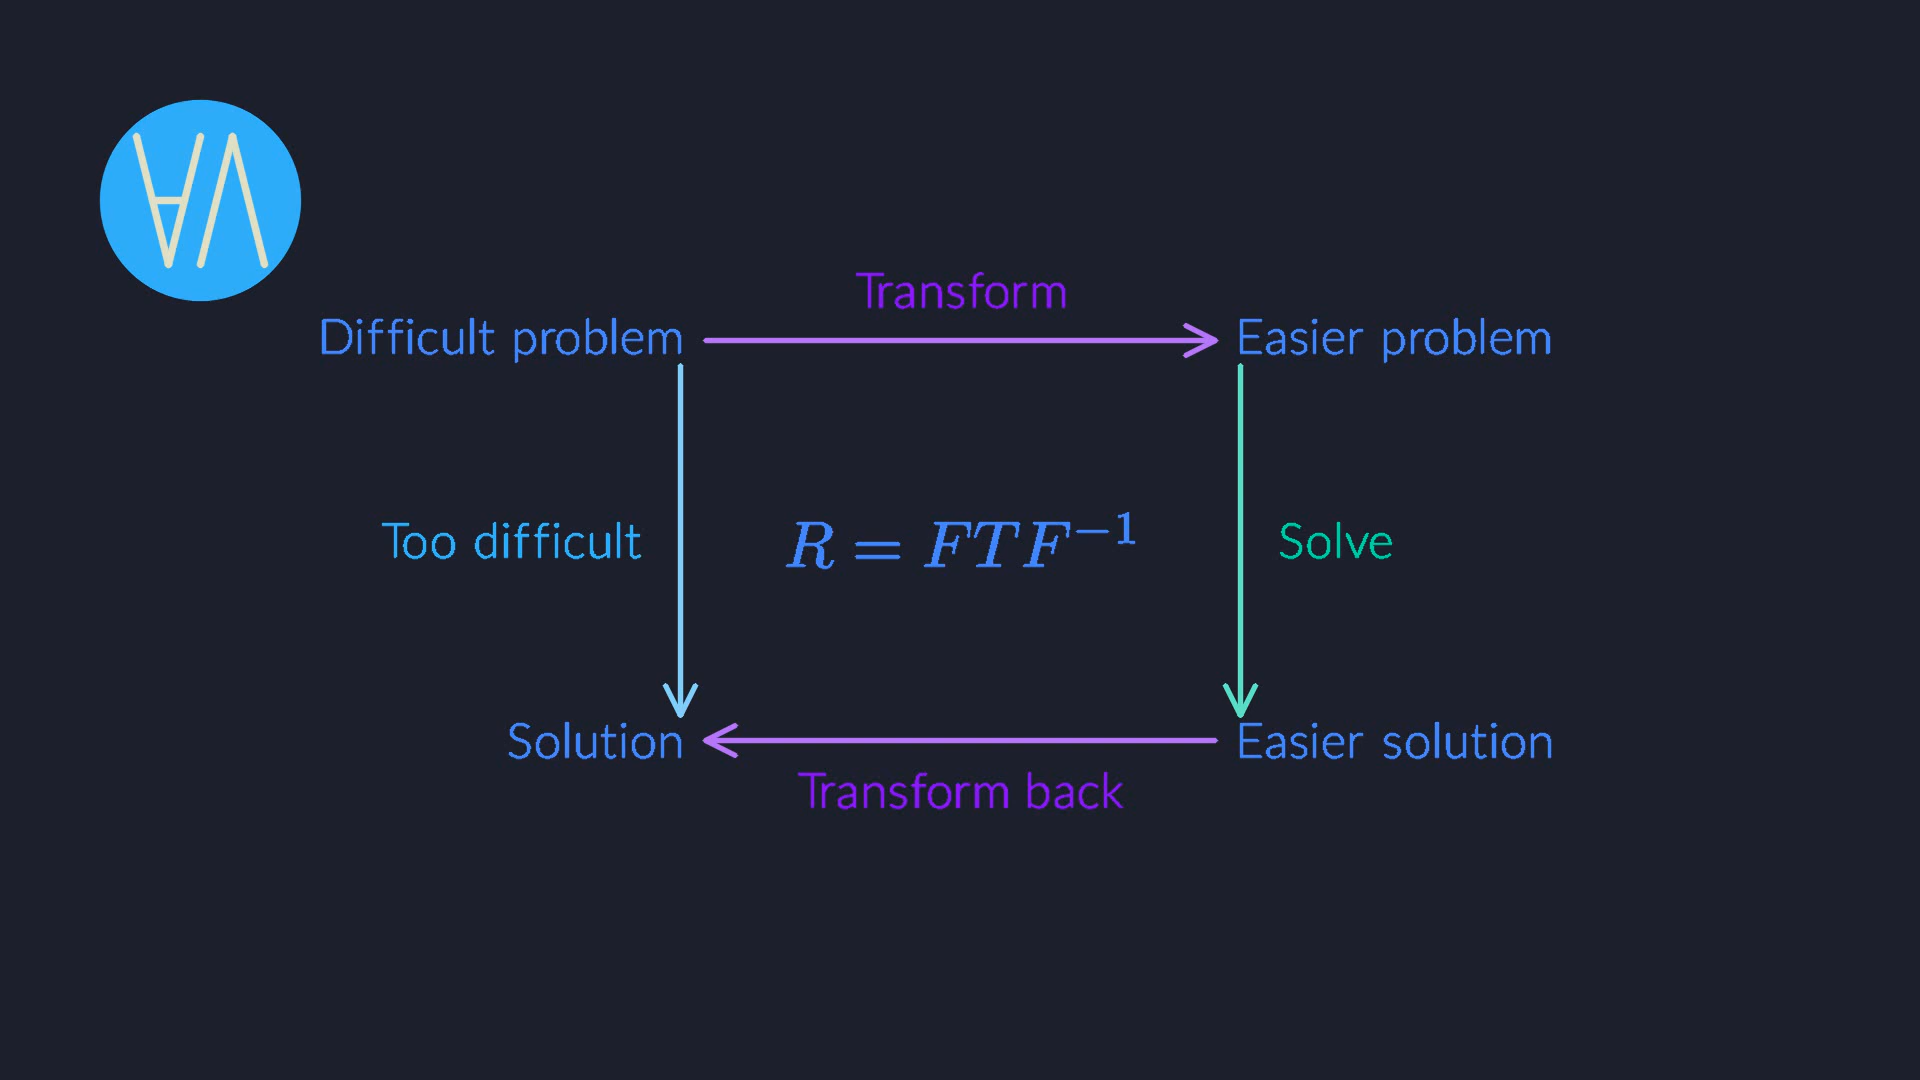 ∀Λ
Transform
Difficult problem
Easier problem
Too difficult
R = FTF⁻¹
Solve
Solution
Easier solution
Transform back